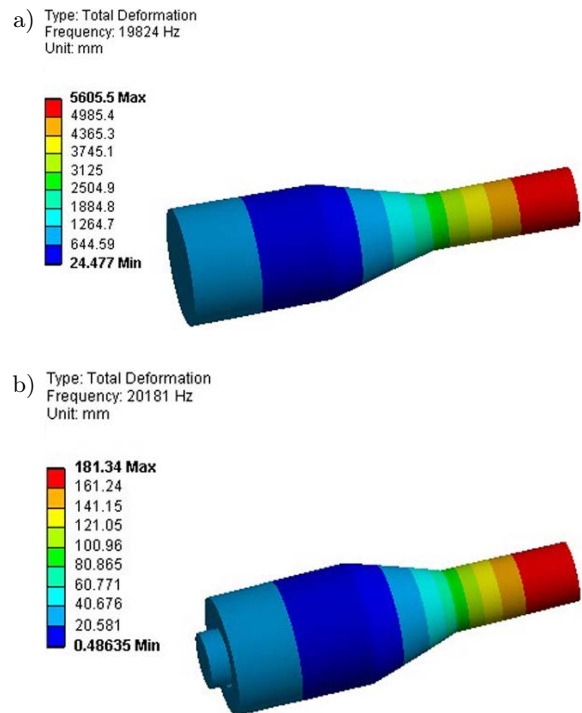 a) Type: Total Deformation
Frequency: 19824 Hz
Unit: mm
5605.5 Max
4985.4
4365.3
3745.1
3125
2504.9
1884.8
1264.7
644.59
24.477 Min
b) Type: Total Deformation
Frequency: 20181 Hz
Unit: mm
181.34 Max
161.24
141.15
121.05
100.96
80.865
60.771
40.676
20.581
0.48635 Min